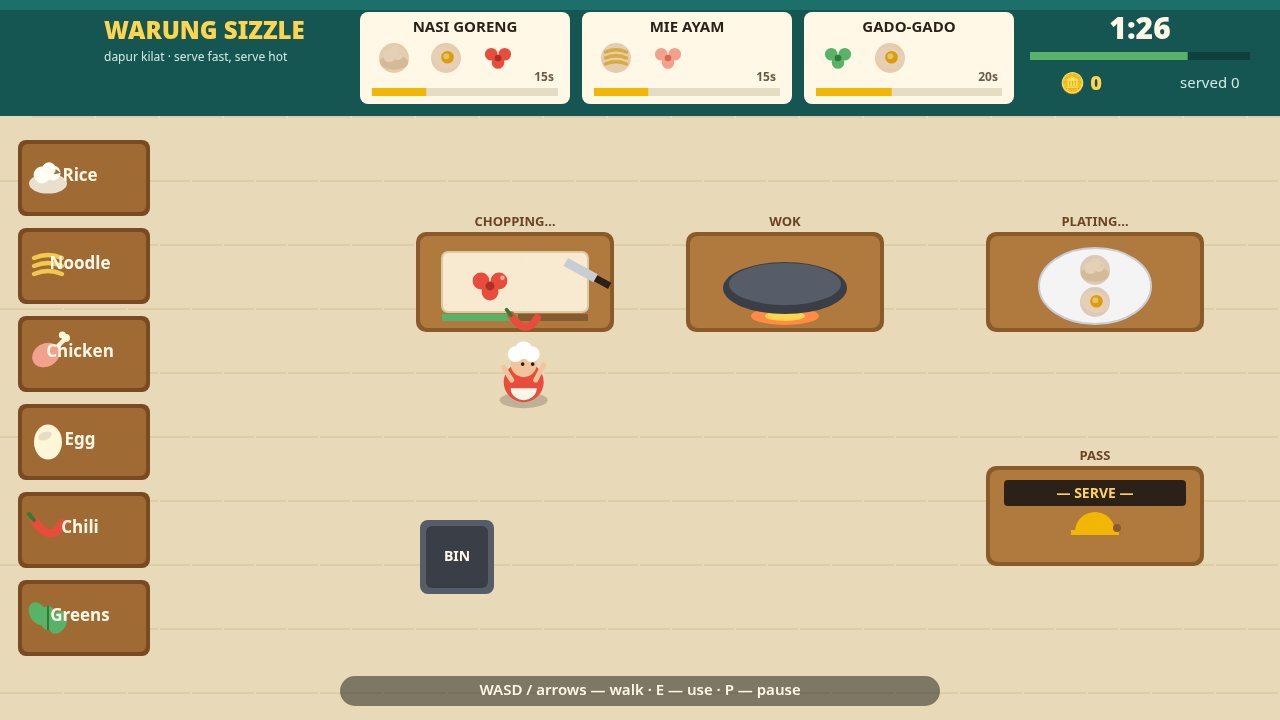 WARUNG SIZZLE
dapur kilat · serve fast, serve hot
NASI GORENG
15s
MIE AYAM
15s
GADO-GADO
20s
1:26
0
served 0
Rice
Noodle
Chicken
Egg
Chili
Greens
CHOPPING...
WOK
PLATING...
PASS
— SERVE —
BIN
WASD / arrows — walk · E — use · P — pause